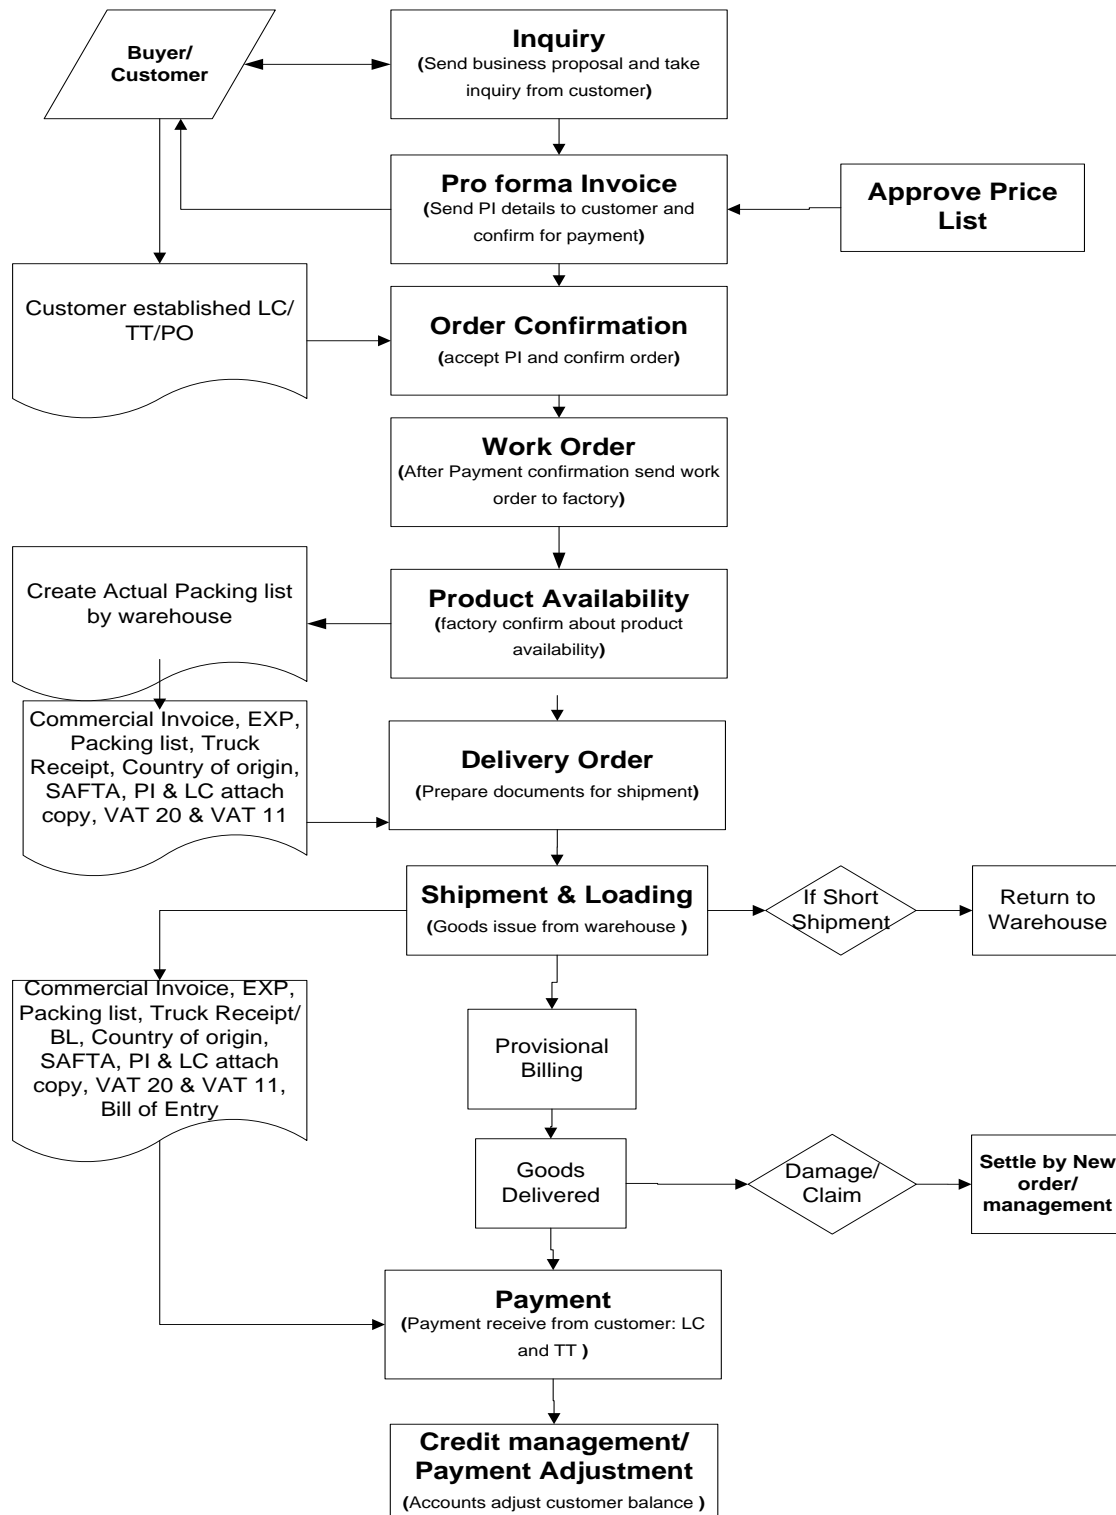 Buyer/
Customer
Inquiry
(Send business proposal and take
inquiry from customer)
Pro forma Invoice
(Send PI details to customer and
confirm for payment)
Approve Price
List
Customer established LC/
TT/PO
Order Confirmation
(accept PI and confirm order)
Work Order
(After Payment confirmation send work
order to factory)
Create Actual Packing list
by warehouse
Product Availability
(factory confirm about product
availability)
Commercial Invoice, EXP,
Packing list, Truck
Receipt, Country of origin,
SAFTA, PI & LC attach
copy, VAT 20 & VAT 11
Delivery Order
(Prepare documents for shipment)
Shipment & Loading
(Goods issue from warehouse )
If Short
Shipment
Return to
Warehouse
Commercial Invoice, EXP,
Packing list, Truck Receipt/
BL, Country of origin,
SAFTA, PI & LC attach
copy, VAT 20 & VAT 11,
Bill of Entry
Provisional
Billing
Goods
Delivered
Damage/
Claim
Settle by New
order/
management
Payment
(Payment receive from customer: LC
and TT )
Credit management/
Payment Adjustment
(Accounts adjust customer balance )